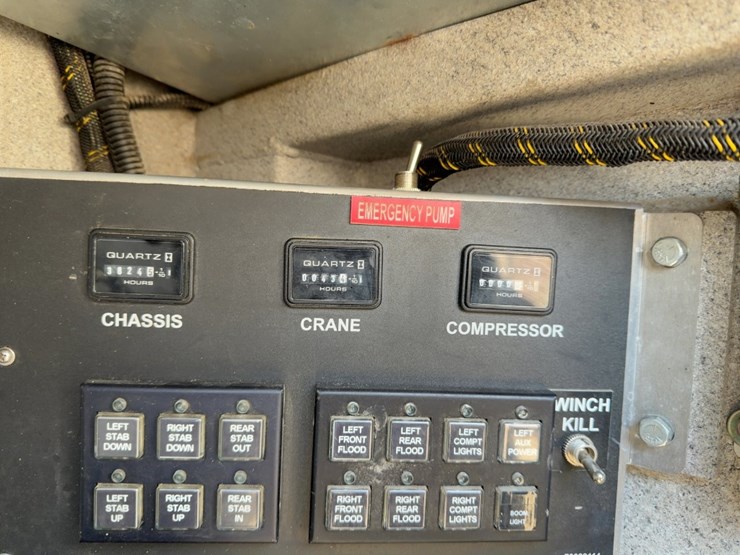 EMERGENCY PUMP
QUARTZ
HOURS
CHASSIS
QUARTZ
HOURS
CRANE
QUARTZ
HOURS
COMPRESSOR
LEFT
STAB
DOWN
RIGHT
STAB
DOWN
REAR
STAB
OUT
LEFT
STAB
UP
RIGHT
STAB
UP
REAR
STAB
IN
LEFT
FRONT
FLOOD
LEFT
REAR
FLOOD
LEFT
COMPT
LIGHTS
LEFT
AUX
POWER
RIGHT
FRONT
FLOOD
RIGHT
REAR
FLOOD
RIGHT
COMPT
LIGHTS
BOOM
LIGHT
WINCH
KILL